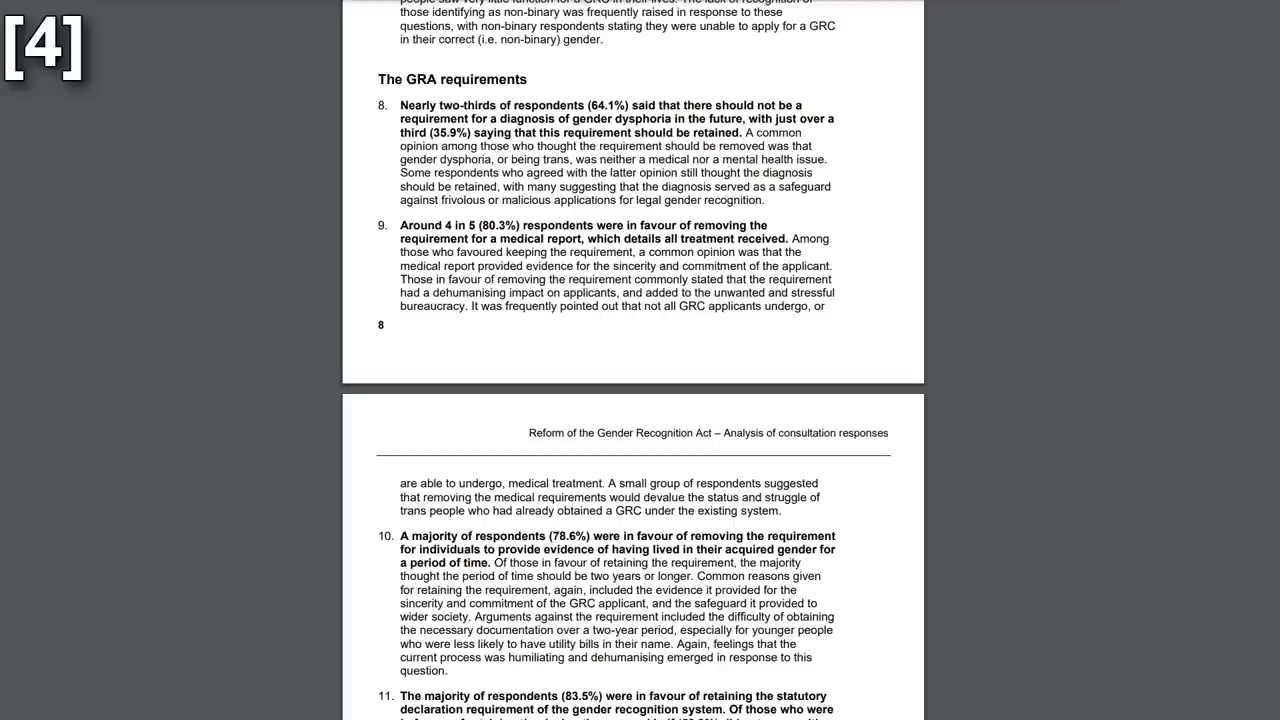 [4]
those identifying as non-binary was frequently raised in response to these
questions, with non-binary respondents stating they were unable to apply for a GRC
in their correct (i.e. non-binary) gender.
The GRA requirements
8. Nearly two-thirds of respondents (64.1%) said that there should not be a
requirement for a diagnosis of gender dysphoria in the future, with just over a
third (35.9%) saying that this requirement should be retained. A common
opinion among those who thought the requirement should be removed was that
gender dysphoria, or being trans, was neither a medical nor a mental health issue.
Some respondents who agreed with the latter opinion still thought the diagnosis
should be retained, with many suggesting that the diagnosis served as a safeguard
against frivolous or malicious applications for legal gender recognition.
9. Around 4 in 5 (80.3%) respondents were in favour of removing the
requirement for a medical report, which details all treatment received. Among
those who favoured keeping the requirement, a common opinion was that the
medical report provided evidence for the sincerity and commitment of the applicant.
Those in favour of removing the requirement commonly stated that the requirement
had a dehumanising impact on applicants, and added to the unwanted and stressful
bureaucracy. It was frequently pointed out that not all GRC applicants undergo, or
8
Reform of the Gender Recognition Act – Analysis of consultation responses
are able to undergo, medical treatment. A small group of respondents suggested
that removing the medical requirements would devalue the status and struggle of
trans people who had already obtained a GRC under the existing system.
10. A majority of respondents (78.6%) were in favour of removing the requirement
for individuals to provide evidence of having lived in their acquired gender for
a period of time. Of those in favour of retaining the requirement, the majority
thought the period of time should be two years or longer. Common reasons given
for retaining the requirement, again, included the evidence it provided for the
sincerity and commitment of the GRC applicant, and the safeguard it provided to
wider society. Arguments against the requirement included the difficulty of obtaining
the necessary documentation over a two-year period, especially for younger people
who were less likely to have utility bills in their name. Again, feelings that the
current process was humiliating and dehumanising emerged in response to this
question.
11. The majority of respondents (83.5%) were in favour of retaining the statutory
declaration requirement of the gender recognition system. Of those who were